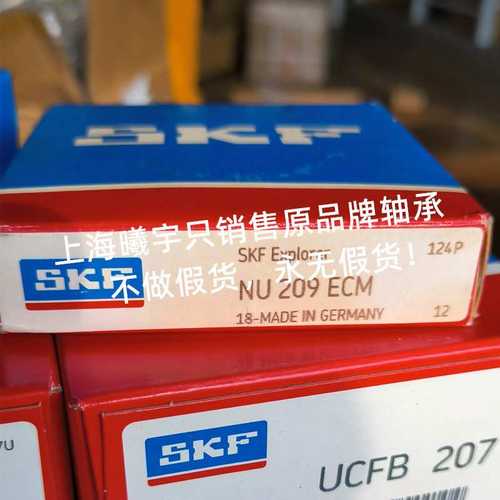 SKF
上海曦宇只销售原品牌轴承
不做假货、永无假货！
SKF
SKF Explorer
124P
NU 209 ECM
18-MADE IN GERMANY
12
7U
SKF
UCFB 207